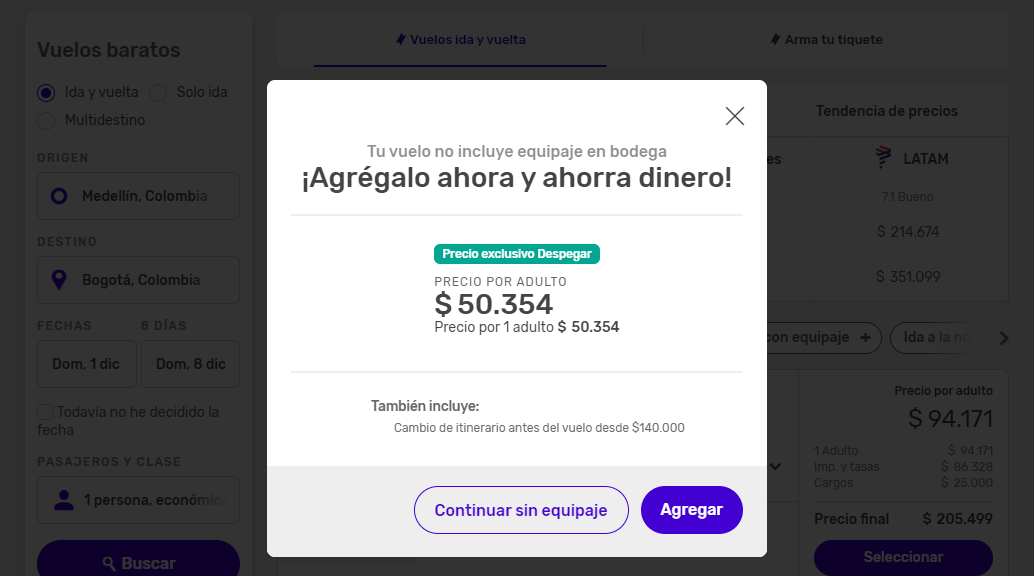 Vuelos baratos
Ida y vuelta
Solo ida
Multidestino
ORIGEN
Medellín, Colombia
DESTINO
Bogotá, Colombia
FECHAS
8 DÍAS
Dom, 1 dic
Dom, 8 dic
Todavía no he decidido la
fecha
PASAJEROS Y CLASE
1 persona, económica
Buscar
Vuelos ida y vuelta
Arma tu tiquete
Tu vuelo no incluye equipaje en bodega
¡Agrégalo ahora y ahorra dinero!
Precio exclusivo Despegar
PRECIO POR ADULTO
$ 50.354
Precio por 1 adulto $ 50.354
También incluye:
Cambio de itinerario antes del vuelo desde $140.000
Continuar sin equipaje
Agregar
Tendencia de precios
es
LATAM
7.1 Bueno
$ 214.674
$ 351.099
con equipaje +
Ida a la no
Precio por adulto
$ 94.171
1 Adulto $ 94.171
Imp. y tasas $ 86.328
Cargos $ 25.000
Precio final $ 205.499
Seleccionar